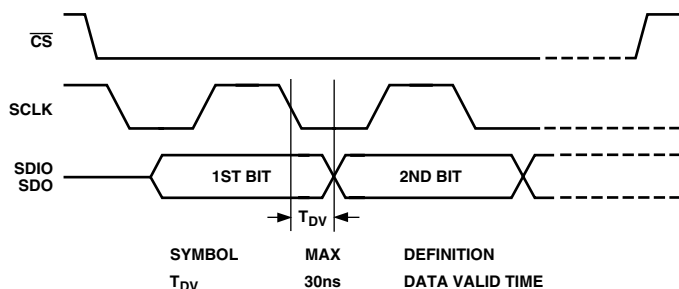 CS
SCLK
SDIO
SDO
1ST BIT
2ND BIT
TDV
SYMBOL MAX DEFINITION
TDV 30ns DATA VALID TIME